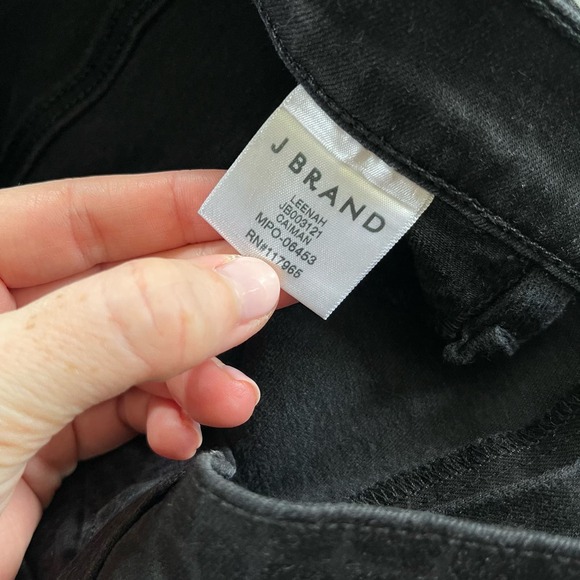 J BRAND
LEENAH
JB003121
CAIMAN
MPO-06453
RN#117965